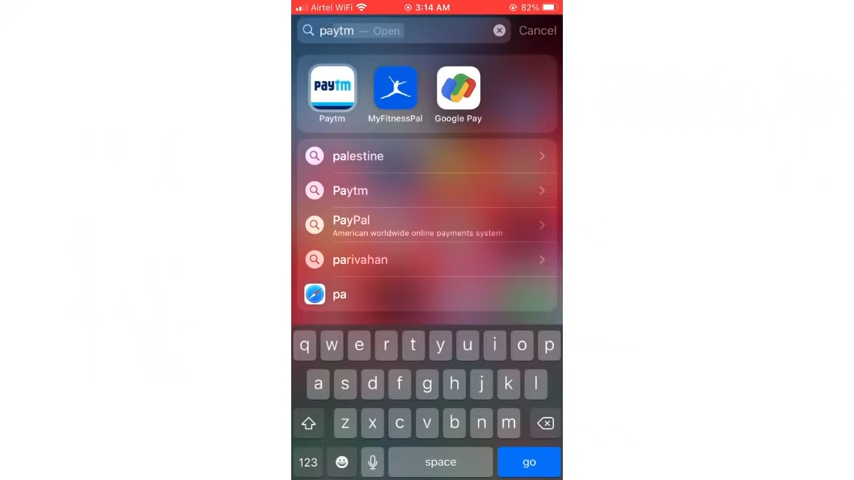 Airtel WiFi 3:14 AM 82%
paytm — Open Cancel
paytm
Paytm MyFitnessPal Google Pay
palestine
Paytm
PayPal
American worldwide online payments system
parivahan
pa
q w e r t y u i o p
a s d f g h j k l
z x c v b n m
123 space go